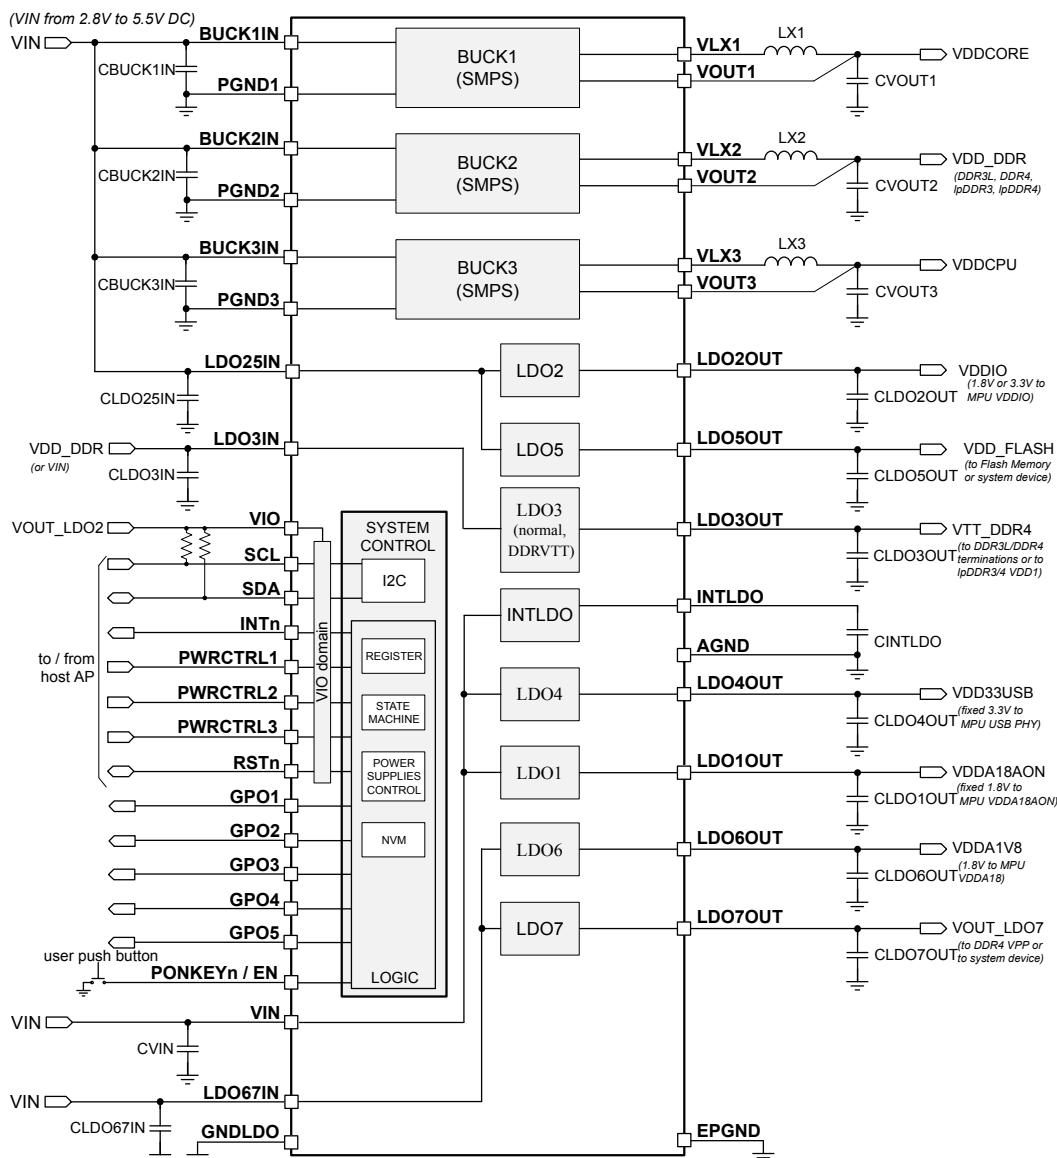 (VIN from 2.8V to 5.5V DC)
VIN
BUCK1IN
CBUCK1IN
PGND1
BUCK1
(SMPS)
VLX1
LX1
VOUT1
VDDCORE
CVOUT1
BUCK2IN
CBUCK2IN
PGND2
BUCK2
(SMPS)
VLX2
LX2
VOUT2
VDD_DDR
(DDR3L, DDR4,
lpDDR3, lpDDR4)
CVOUT2
BUCK3IN
CBUCK3IN
PGND3
BUCK3
(SMPS)
VLX3
LX3
VOUT3
VDDCPU
CVOUT3
LDO25IN
CLDO25IN
LDO2
LDO2OUT
VDDIO
(1.8V or 3.3V to
MPU VDDIO)
CLDO2OUT
VDD_DDR
(or VIN)
LDO3IN
CLDO3IN
LDO5
LDO5OUT
VDD_FLASH
(to Flash Memory
or system device)
CLDO5OUT
LDO3
(normal,
DDRVTT)
LDO3OUT
VTT_DDR4
(to DDR3L/DDR4
terminations or to
lpDDR3/4 VDD1)
CLDO3OUT
VOUT_LDO2
VIO
SCL
SDA
INTn
PWRCTRL1
PWRCTRL2
PWRCTRL3
RSTn
to / from
host AP
GPO1
GPO2
GPO3
GPO4
GPO5
user push button
PONKEYn / EN
VIO domain
SYSTEM
CONTROL
I2C
REGISTER
STATE
MACHINE
POWER
SUPPLIES
CONTROL
NVM
LOGIC
INTLDO
INTLDO
AGND
CINTLDO
LDO4
LDO4OUT
VDD33USB
(fixed 3.3V to
MPU USB PHY)
CLDO4OUT
LDO1
LDO1OUT
VDDA18AON
(fixed 1.8V to
MPU VDDA18AON)
CLDO1OUT
LDO6
LDO6OUT
VDDA1V8
(1.8V to MPU
VDDA18)
CLDO6OUT
LDO7
LDO7OUT
VOUT_LDO7
(to DDR4 VPP or
to system device)
CLDO7OUT
VIN
VIN
CVIN
VIN
LDO67IN
CLDO67IN
GNDLDO
EPGND